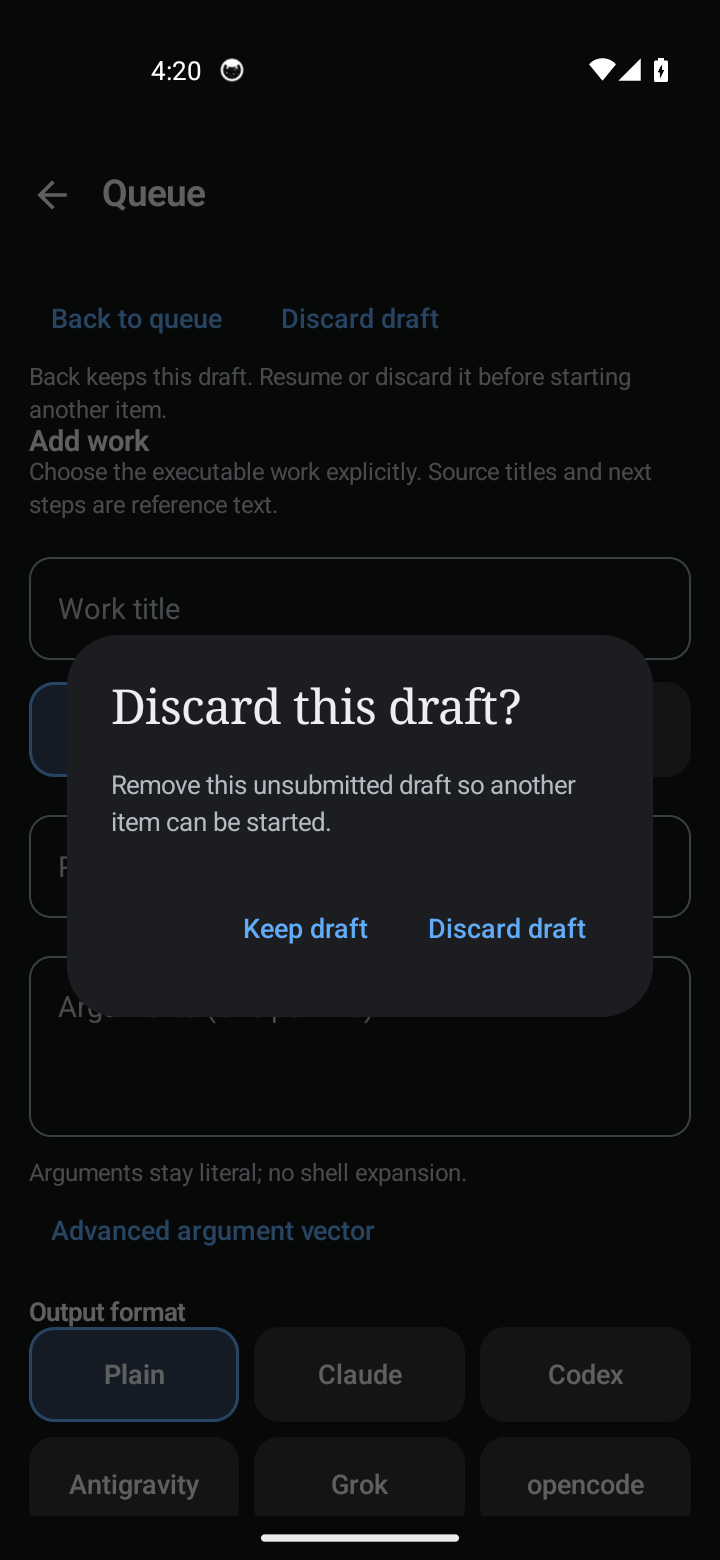 4:20
Queue
Back to queue
Discard draft
Back keeps this draft. Resume or discard it before starting
another item.
Add work
Choose the executable work explicitly. Source titles and next
steps are reference text.
Work title
Discard this draft?
Remove this unsubmitted draft so another
item can be started.
Keep draft
Discard draft
Arguments stay literal; no shell expansion.
Advanced argument vector
Output format
Plain
Claude
Codex
Antigravity
Grok
opencode